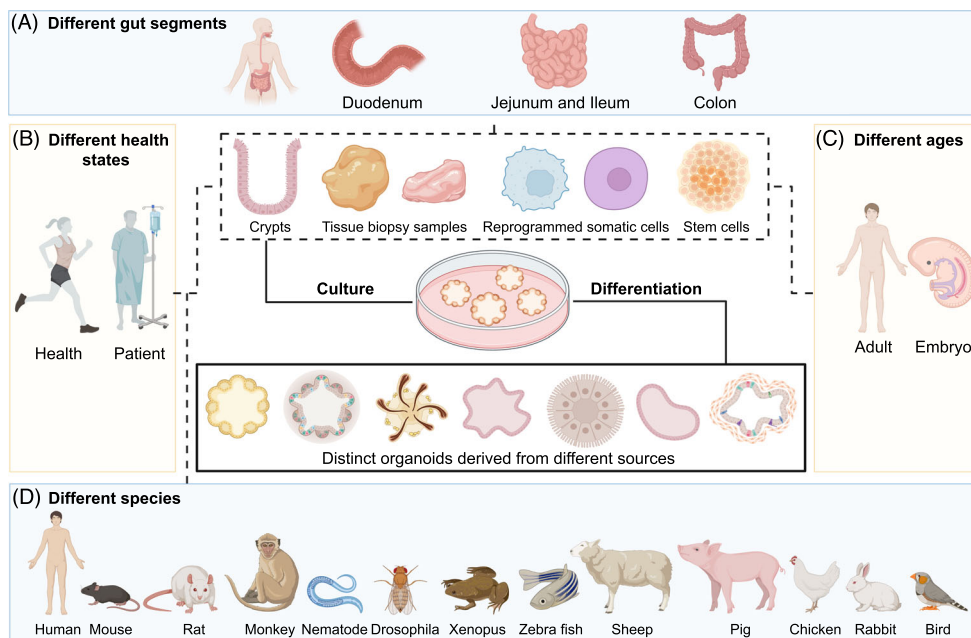 (A) Different gut segments
Duodenum
Jejunum and Ileum
Colon
(B) Different health
states
Health
Patient
Crypts
Tissue biopsy samples
Reprogrammed somatic cells
Stem cells
Culture
Differentiation
Distinct organoids derived from different sources
(C) Different ages
Adult
Embryo
(D) Different species
Human
Mouse
Rat
Monkey
Nematode
Drosophila
Xenopus
Zebra fish
Sheep
Pig
Chicken
Rabbit
Bird